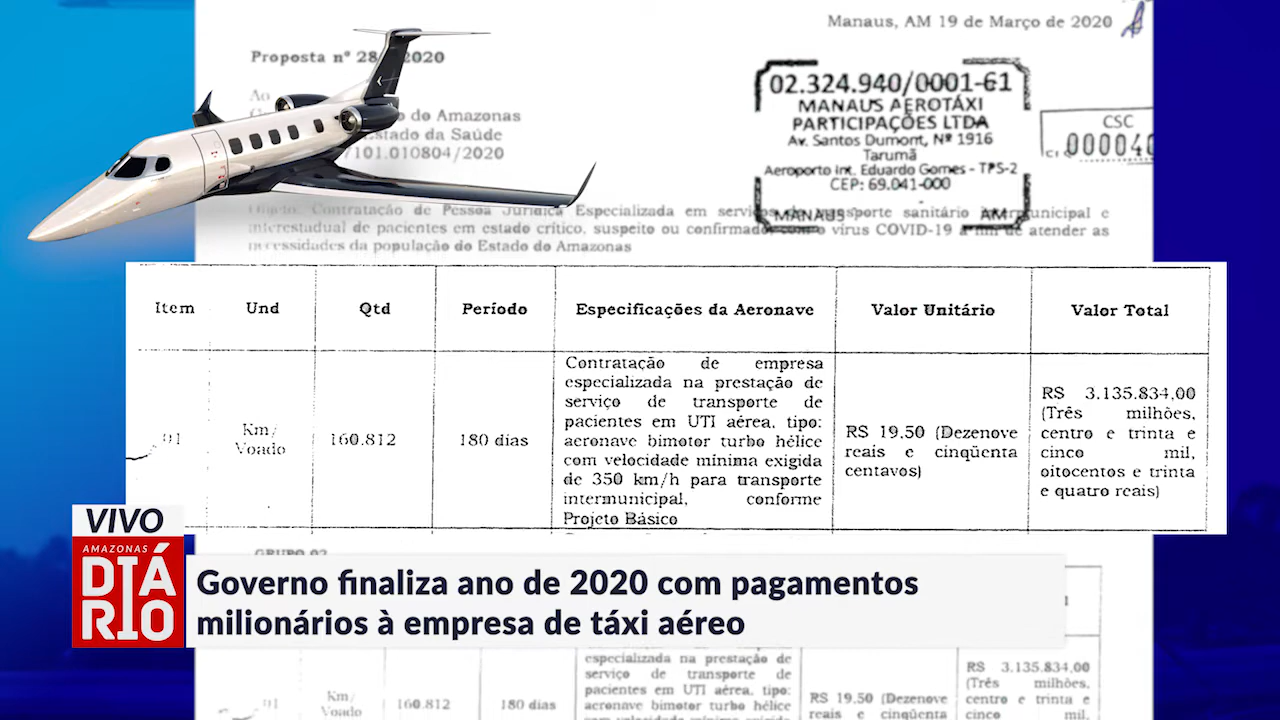 Manaus, AM 19 de Março de 2020
Proposta nº 28 2020
Ao
do de Amazonas
Estado da Saúde
/101.010804/2020
02.324.940/0001-61
MANAUS AEROTÁXI
PARTICIPAÇÕES LTDA
Av. Santos Dumont, Nº 1916
Tarumã
Aeroporto Int. Eduardo Gomes - TPS-2
CEP: 69.041-000
MANAUS AM
CSC
Objeto: Contratação de Pessoa Jurídica Especializada em transporte sanitário intermunicipal e
interestadual de pacientes em estado crítico, suspeito ou confirmado vírus COVID-19 a fim de atender as
necessidades da população do Estado do Amazonas
Item Und Qtd Período Especificações da Aeronave Valor Unitário Valor Total
01
Km/
Voado
160.812
180 dias
Contratação de empresa
especializada na prestação de
serviço de transporte de
pacientes em UTI aérea, tipo:
aeronave bimotor turbo hélice
com velocidade mínima exigida
de 350 km/h para transporte
intermunicipal, conforme
Projeto Básico
RS 19,50 (Dezenove
reais e cinqüenta
centavos)
RS 3.135.834,00
(Três milhões,
centro e trinta e
cinco mil,
oitocentos e trinta
e quatro reais)
VIVO
AMAZONAS
DIÁRIO
GRUPO 02
Governo finaliza ano de 2020 com pagamentos
milionários à empresa de táxi aéreo
01
Km/
Voado
160.812
180 dias
especializada na prestação de
serviço de transporte de
pacientes em UTI aérea, tipo:
aeronave bimotor turbo hélice
RS 19,50 (Dezenove
reais e cinqüenta
RS 3.135.834,00
(Três milhões,
centro e trinta e
cinco mil,